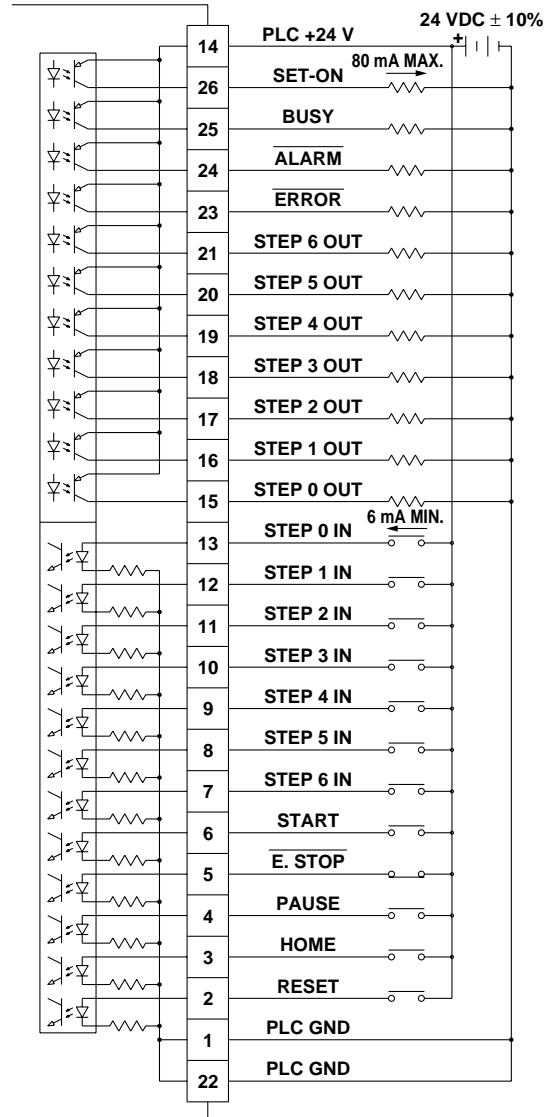 24 VDC ± 10%
14 PLC +24 V +
80 mA MAX.
26 SET-ON
25 BUSY
24 ALARM
23 ERROR
21 STEP 6 OUT
20 STEP 5 OUT
19 STEP 4 OUT
18 STEP 3 OUT
17 STEP 2 OUT
16 STEP 1 OUT
15 STEP 0 OUT
6 mA MIN.
13 STEP 0 IN
12 STEP 1 IN
11 STEP 2 IN
10 STEP 3 IN
9 STEP 4 IN
8 STEP 5 IN
7 STEP 6 IN
6 START
5 E. STOP
4 PAUSE
3 HOME
2 RESET
1 PLC GND
22 PLC GND